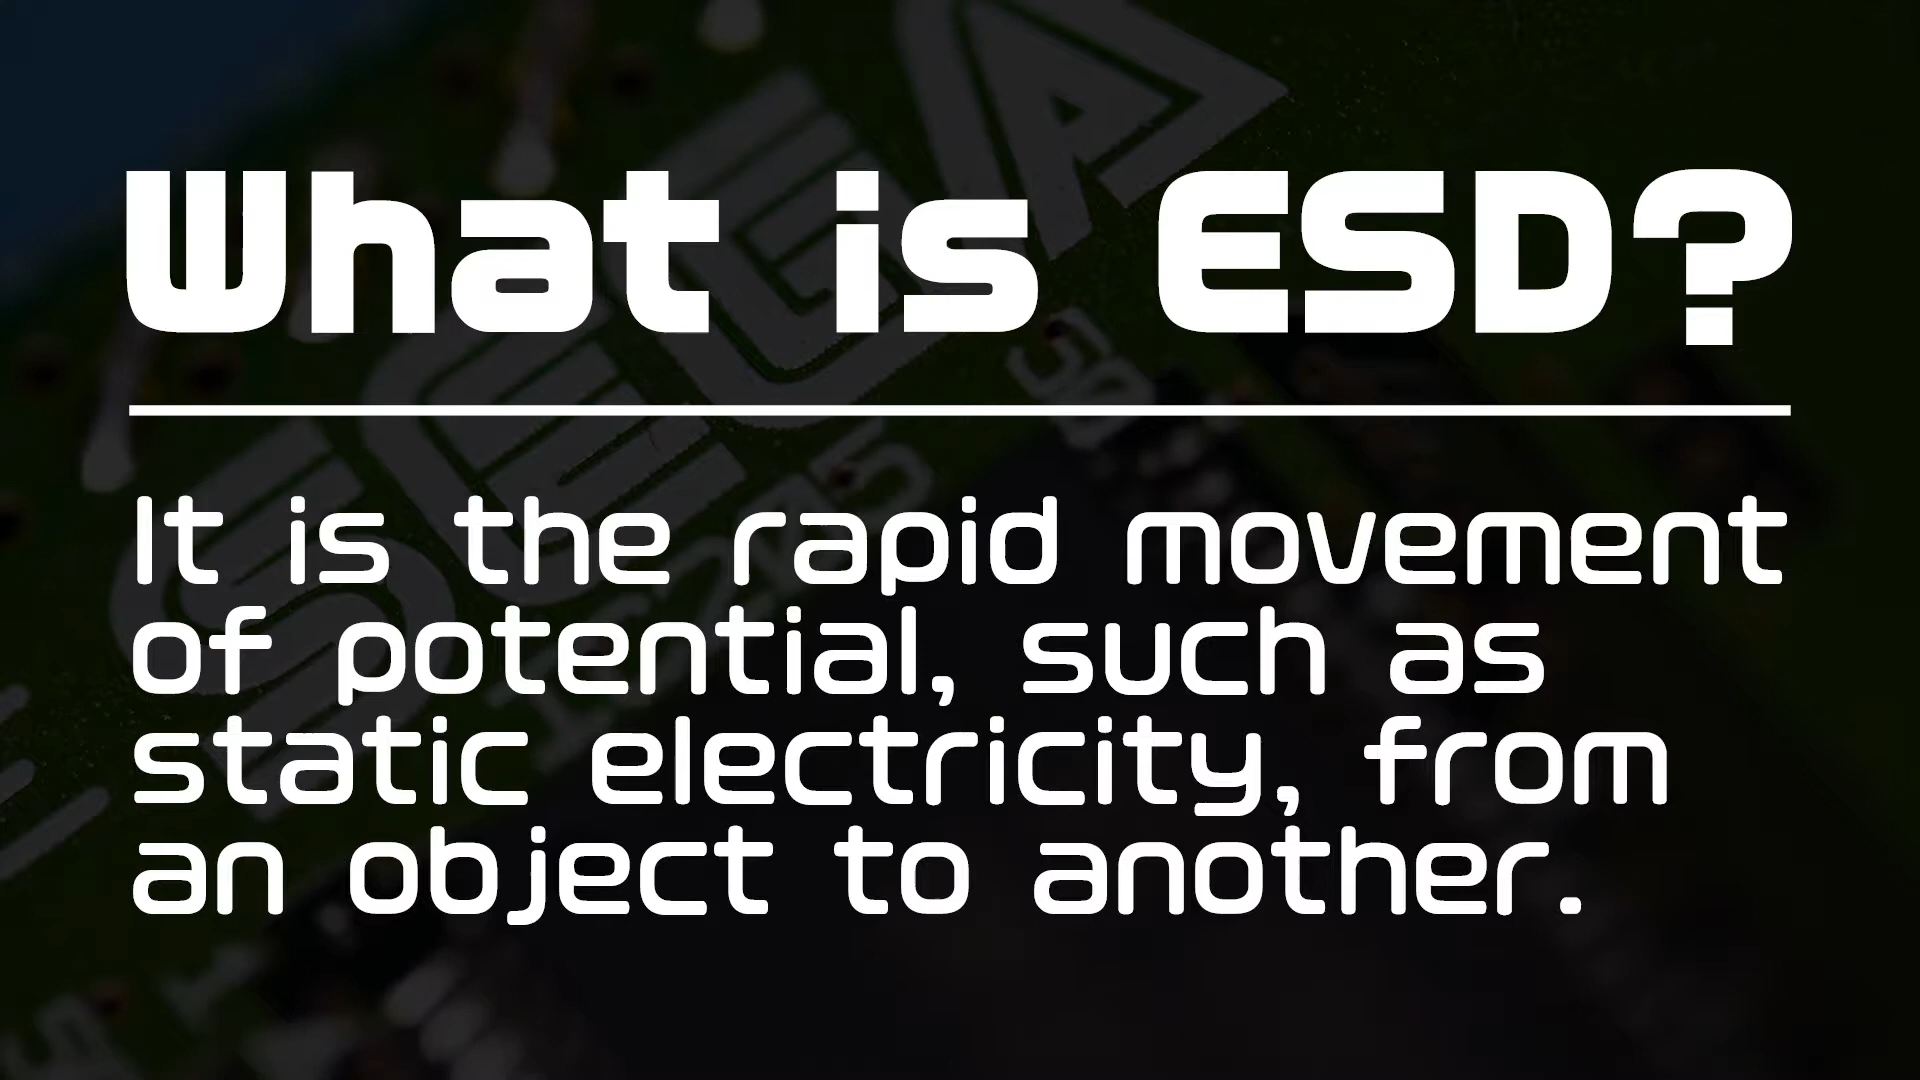 What is ESD?
It is the rapid movement
of potential, such as
static electricity, from
an object to another.
SEGA